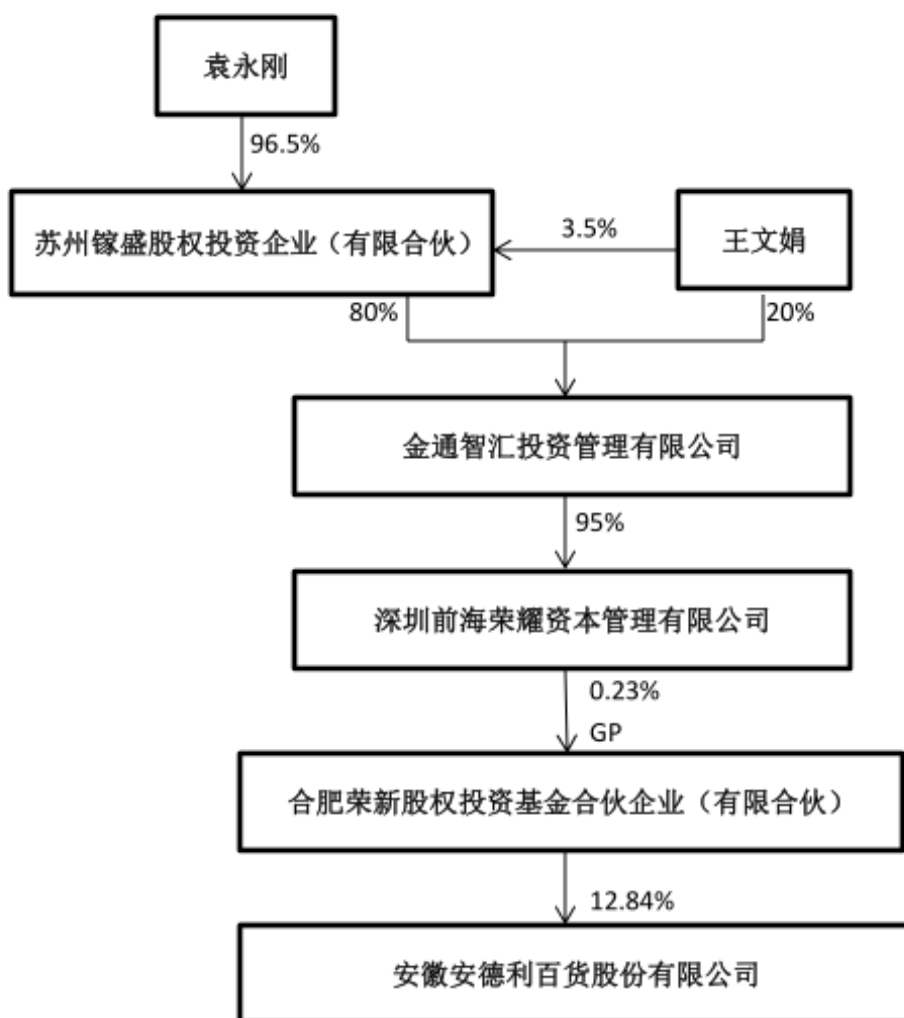 袁永刚
96.5%
苏州镓盛股权投资企业（有限合伙）
3.5%
王文娟
80%
20%
金通智汇投资管理有限公司
95%
深圳前海荣耀资本管理有限公司
0.23%
GP
合肥荣新股权投资基金合伙企业（有限合伙）
12.84%
安徽安德利百货股份有限公司